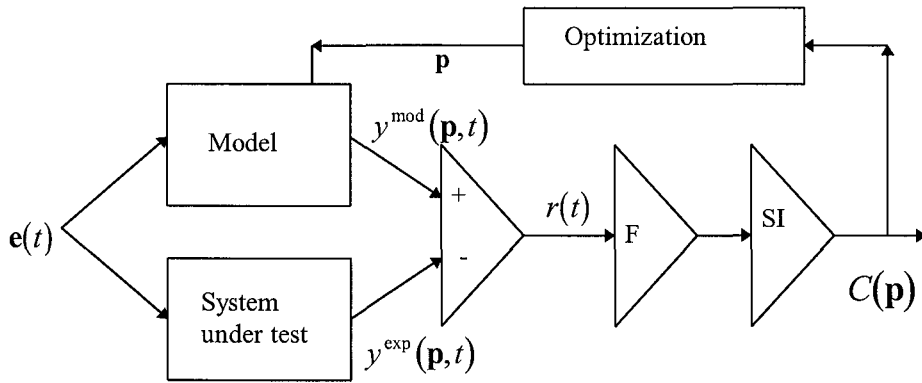 Optimization
p
Model
y^mod(p,t)
+
r(t)
F
SI
e(t)
-
C(p)
System
under test
y^exp(p,t)